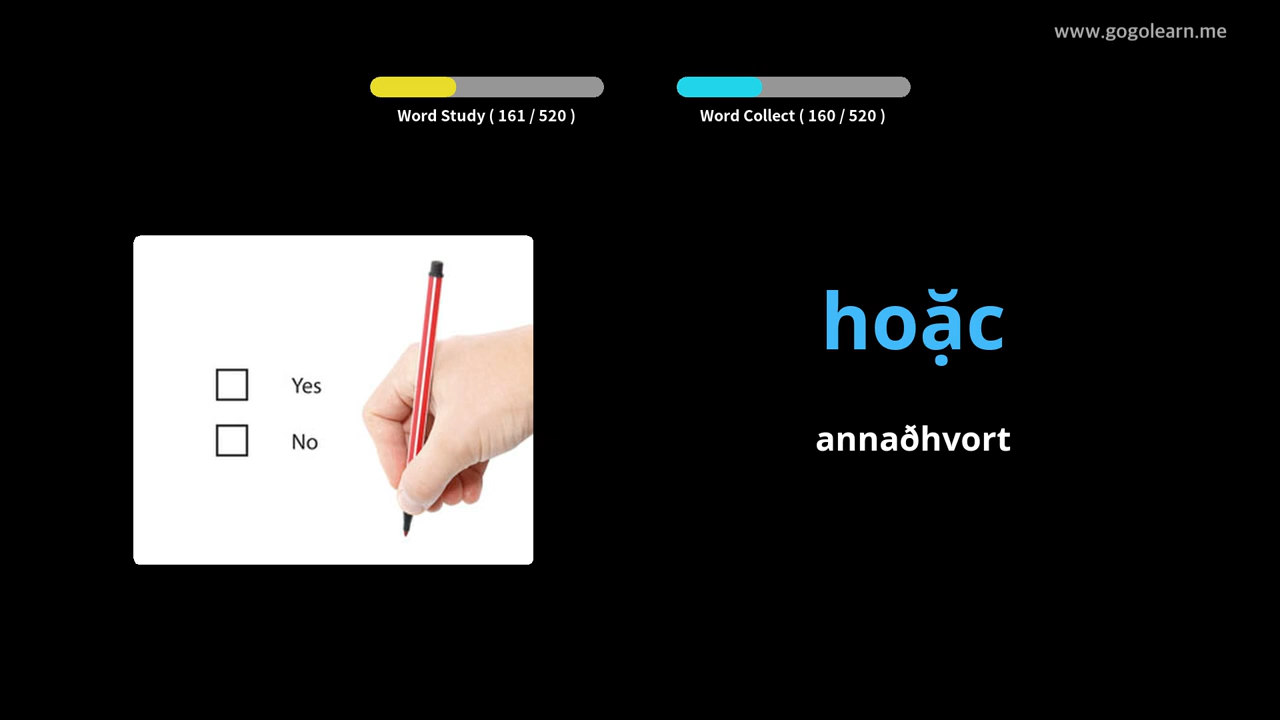 www.gogolearn.me
Word Study ( 161 / 520 )
Word Collect ( 160 / 520 )
Yes
No
hoặc
annaðhvort